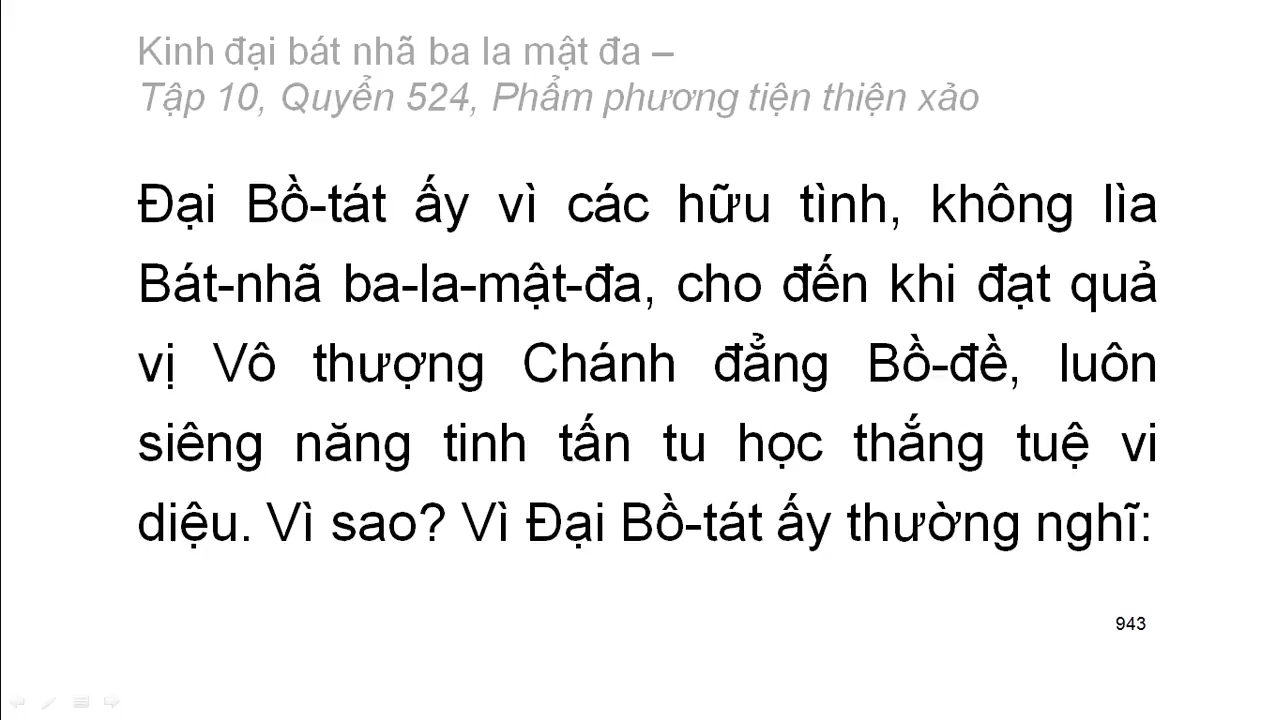 Kinh đại bát nhã ba la mật đa –
Tập 10, Quyển 524, Phẩm phương tiện thiện xảo
Đại Bồ-tát ấy vì các hữu tình, không lìa
Bát-nhã ba-la-mật-đa, cho đến khi đạt quả
vị Vô thượng Chánh đẳng Bồ-đề, luôn
siêng năng tinh tấn tu học thắng tuệ vi
diệu. Vì sao? Vì Đại Bồ-tát ấy thường nghĩ:
943